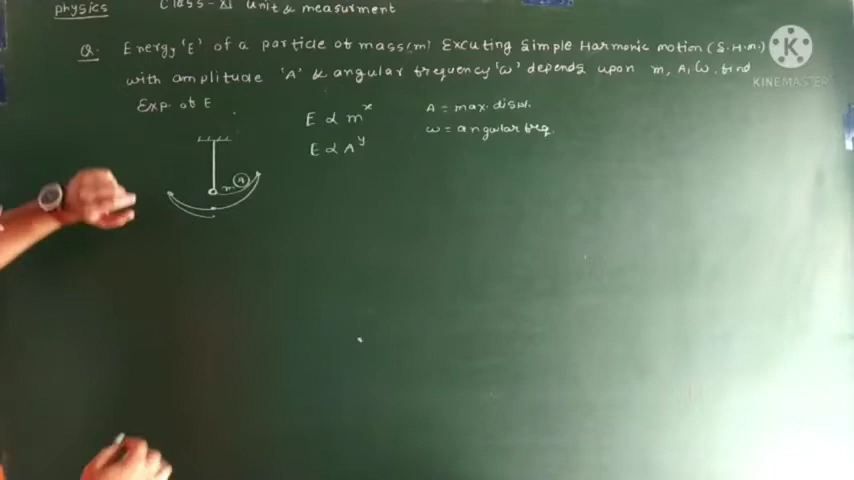 physics Class-XI Unit & measurment
Q. Energy 'E' of a particle of mass(m) Excuting Simple Harmonic motion (S.H.M)
with amplitude 'A' & angular frequency 'ω' depends upon m, A, ω. find
Exp. of E
E ∝ m^x
E ∝ A^y
A = max. displ.
ω = angular freq.
m A
K
KINEMASTER